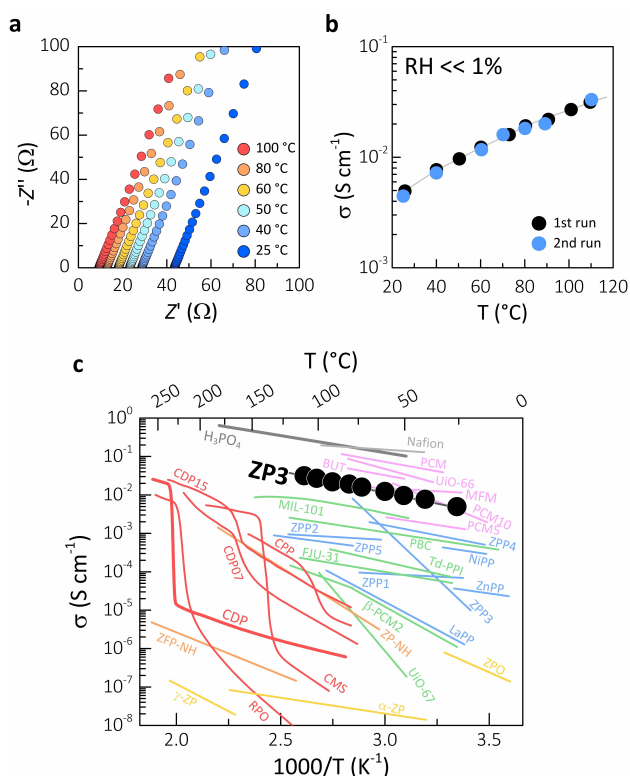 a
100
80
60
40
20
0
-Z'' (Ω)
0 20 40 60 80 100
Z' (Ω)
100 °C
80 °C
60 °C
50 °C
40 °C
25 °C
b
RH << 1%
10⁻¹
10⁻²
10⁻³
σ (S cm⁻¹)
20 40 60 80 100 120
T (°C)
1st run
2nd run
c
T (°C)
250 200 150 100 50 0
10⁰
10⁻¹
10⁻²
10⁻³
10⁻⁴
10⁻⁵
10⁻⁶
10⁻⁷
10⁻⁸
σ (S cm⁻¹)
H₃PO₄
Nafion
PCM
BUT
UiO-66
ZP3
MFM
CDP15
PCM10
MIL-101
PCM5
ZPP2
ZPP4
CPP
ZPP5
PBC
NiPP
CDP07
FJU-31
Td-PPI
ZPP1
ZnPP
ZPP3
CDP
β-PCM2
ZP-NH
LaPP
ZFP-NH
UiO-67
ZPO
CMS
γ-ZP
RPO
α-ZP
2.0 2.5 3.0 3.5
1000/T (K⁻¹)